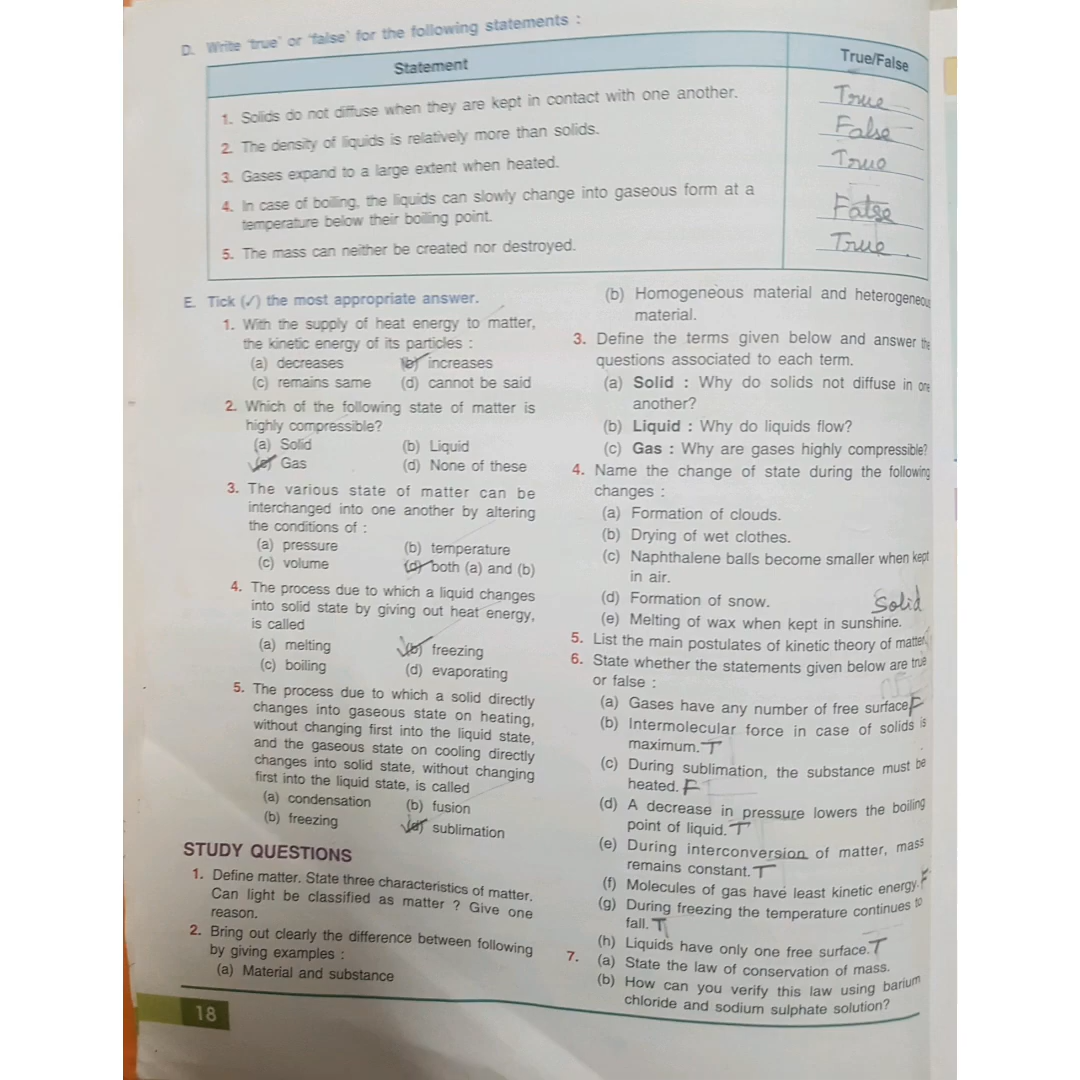 D. Write 'true' or 'false' for the following statements :
Statement
True/False
1. Solids do not diffuse when they are kept in contact with one another.
True
2. The density of liquids is relatively more than solids.
False
3. Gases expand to a large extent when heated.
True
4. In case of boiling, the liquids can slowly change into gaseous form at a
temperature below their boiling point.
False
5. The mass can neither be created nor destroyed.
True
E. Tick (✓) the most appropriate answer.
1. With the supply of heat energy to matter,
the kinetic energy of its particles :
(a) decreases (b) increases
(c) remains same (d) cannot be said
2. Which of the following state of matter is
highly compressible?
(a) Solid (b) Liquid
(c) Gas (d) None of these
3. The various state of matter can be
interchanged into one another by altering
the conditions of :
(a) pressure (b) temperature
(c) volume (d) both (a) and (b)
4. The process due to which a liquid changes
into solid state by giving out heat energy,
is called
(a) melting (b) freezing
(c) boiling (d) evaporating
5. The process due to which a solid directly
changes into gaseous state on heating,
without changing first into the liquid state,
and the gaseous state on cooling directly
changes into solid state, without changing
first into the liquid state, is called
(a) condensation (b) fusion
(b) freezing (d) sublimation
STUDY QUESTIONS
1. Define matter. State three characteristics of matter.
Can light be classified as matter ? Give one
reason.
2. Bring out clearly the difference between following
by giving examples :
(a) Material and substance
18
(b) Homogeneous material and heterogeneou
material.
3. Define the terms given below and answer the
questions associated to each term.
(a) Solid : Why do solids not diffuse in one
another?
(b) Liquid : Why do liquids flow?
(c) Gas : Why are gases highly compressible?
4. Name the change of state during the following
changes :
(a) Formation of clouds.
(b) Drying of wet clothes.
(c) Naphthalene balls become smaller when kept
in air.
(d) Formation of snow. Solid
(e) Melting of wax when kept in sunshine.
5. List the main postulates of kinetic theory of matter.
6. State whether the statements given below are true
or false :
(a) Gases have any number of free surface F
(b) Intermolecular force in case of solids is
maximum. T
(c) During sublimation, the substance must be
heated. F
(d) A decrease in pressure lowers the boiling
point of liquid. T
(e) During interconversion of matter, mass
remains constant. T
(f) Molecules of gas have least kinetic energy. F
(g) During freezing the temperature continues to
fall. T
(h) Liquids have only one free surface. T
7. (a) State the law of conservation of mass.
(b) How can you verify this law using barium
chloride and sodium sulphate solution?